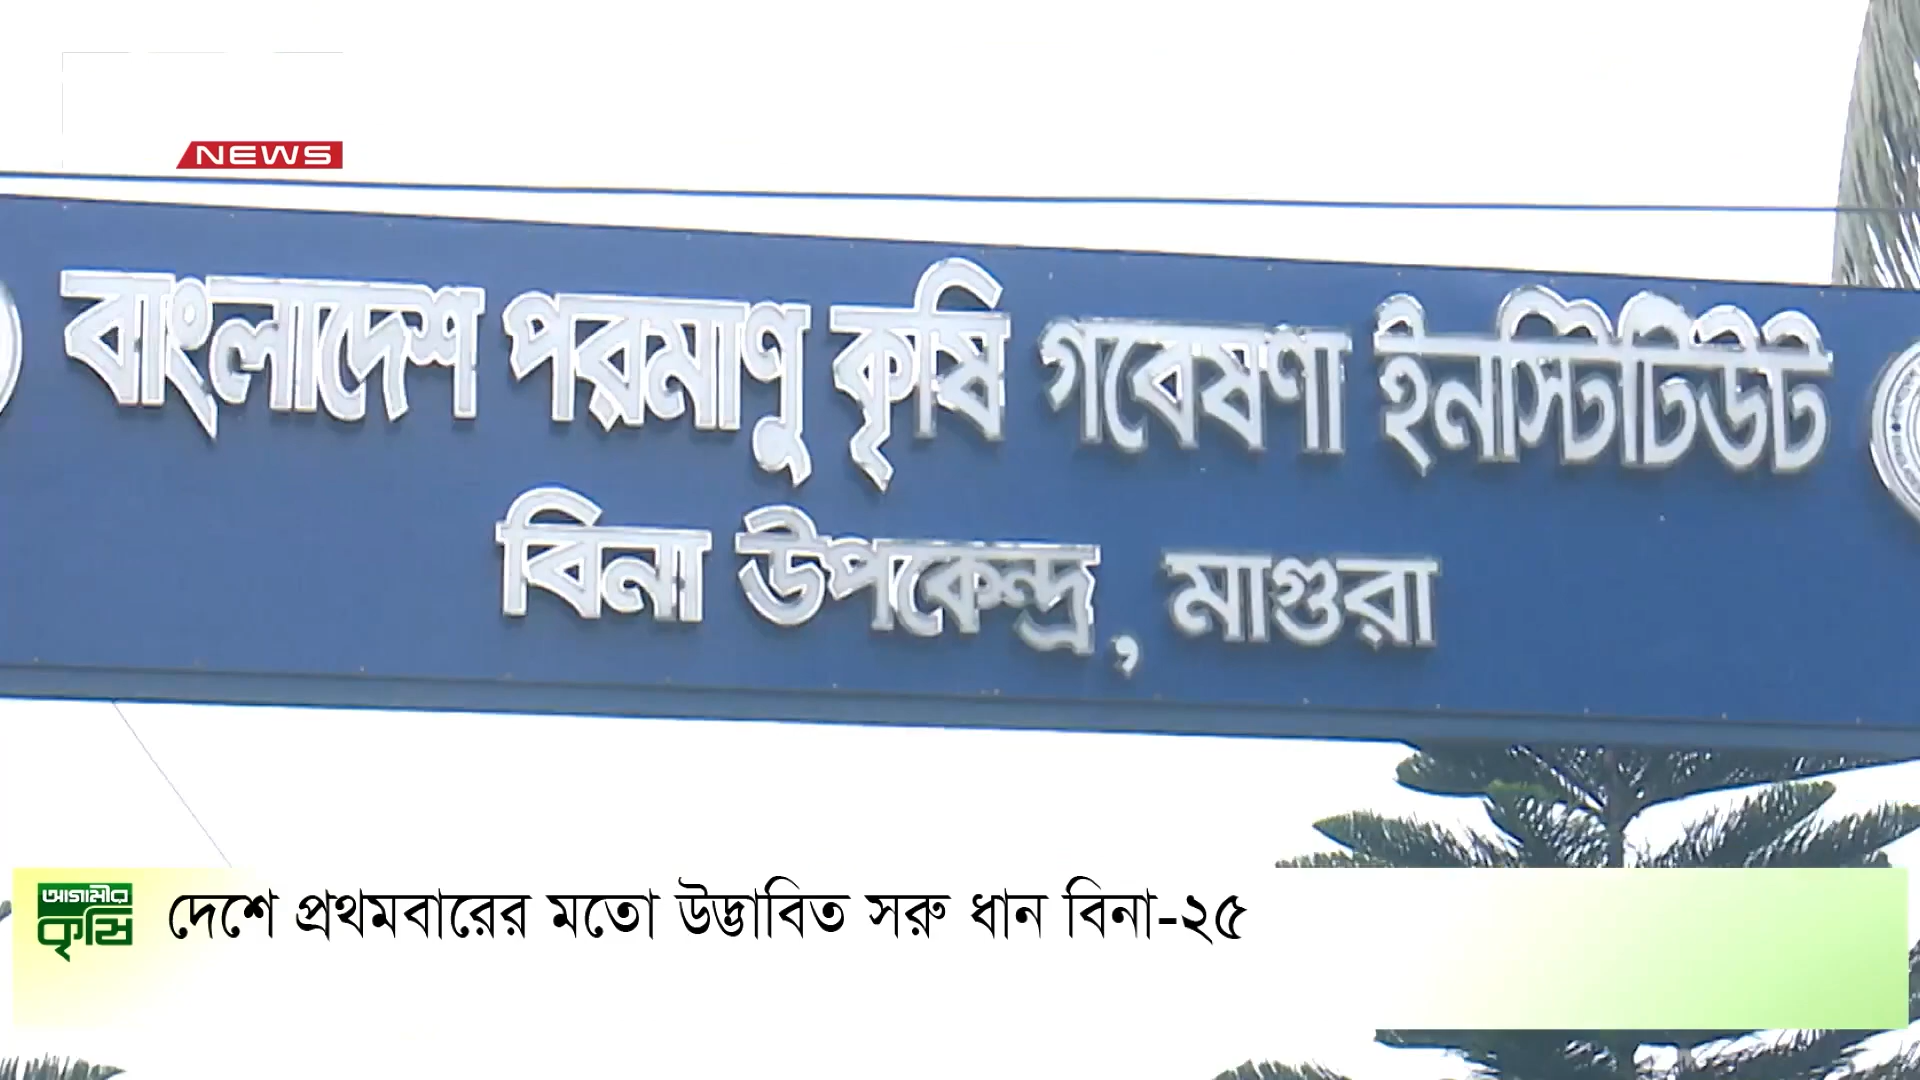 NEWS
বাংলাদেশ পরমাণু কৃষি গবেষণা ইনস্টিটিউট
বিনা উপকেন্দ্র, মাগুরা
আগামীর
কৃষি
দেশে প্রথমবারের মতো উদ্ভাবিত সরু ধান বিনা-২৫